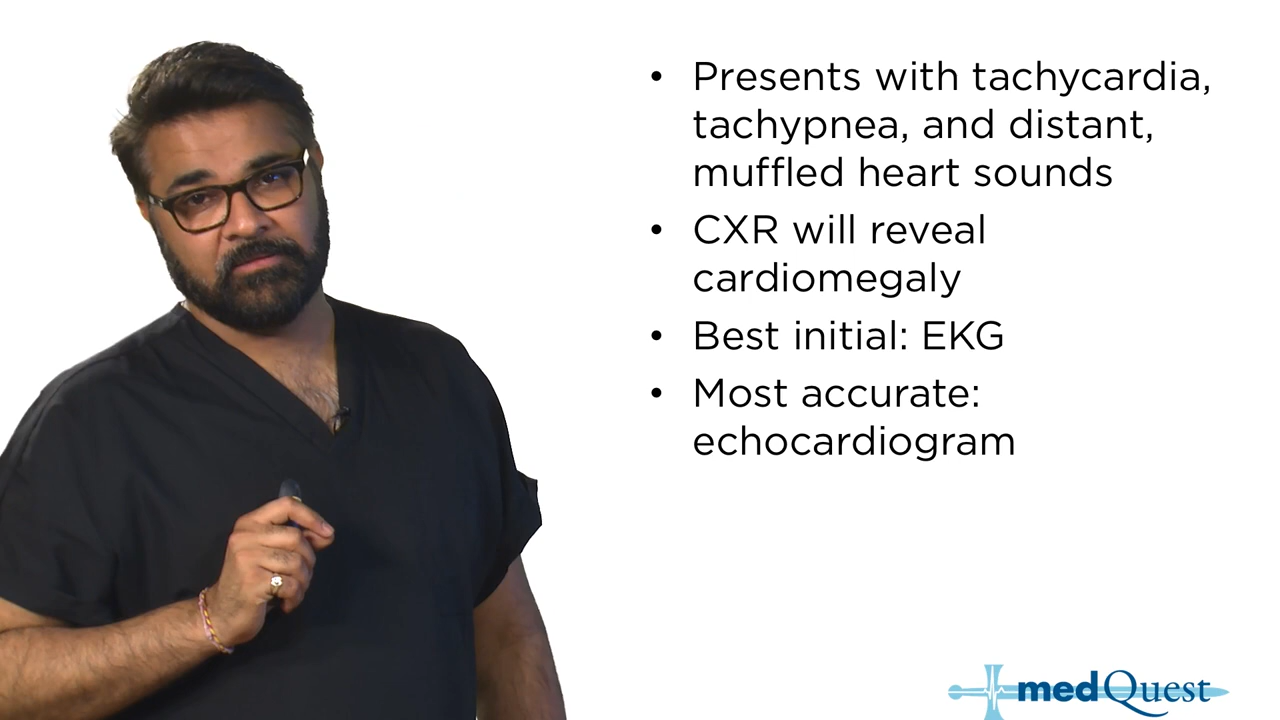 • Presents with tachycardia,
tachypnea, and distant,
muffled heart sounds
• CXR will reveal
cardiomegaly
• Best initial: EKG
• Most accurate:
echocardiogram
medQuest